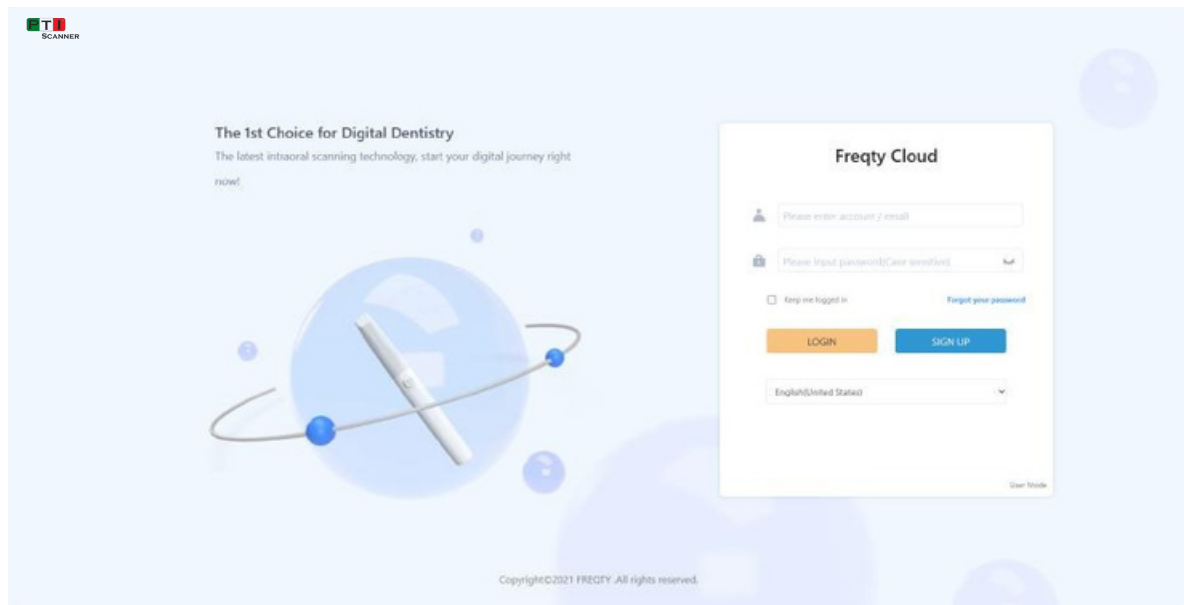 PTI
SCANNER
The 1st Choice for Digital Dentistry
The latest intraoral scanning technology, start your digital journey right
now!
Freqty Cloud
Please enter account / email
Please input password(Case sensitive)
Keep me logged in
Forgot your password
LOGIN
SIGN UP
English(United States)
User Mode
Copyright©2021 FREQTY .All rights reserved.